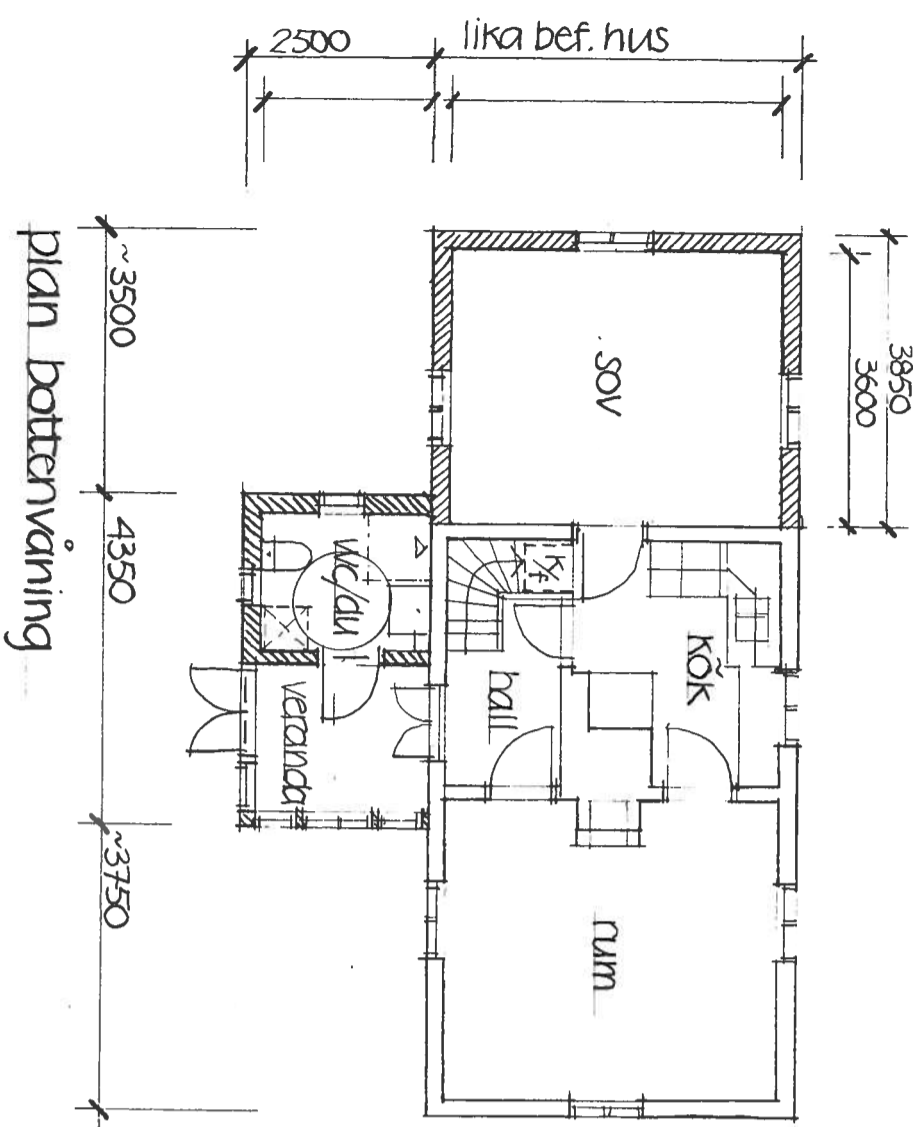 2500
lika bef. hus
3850
3600
~3500
4350
~3750
sov
wc/du
k/f
kök
hall
veranda
rum
plan bottenvåning